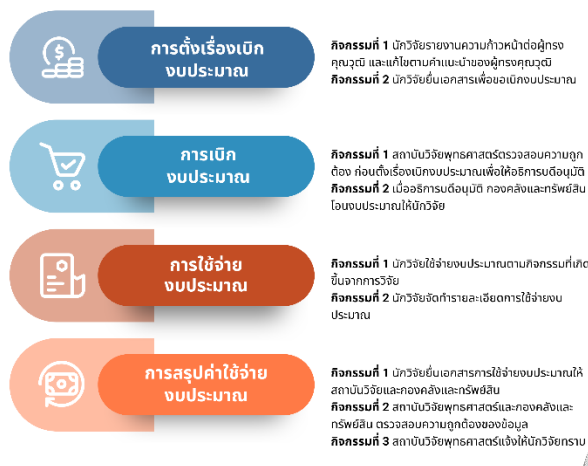 การตั้งเรื่องเบิก
งบประมาณ
กิจกรรมที่ 1 นักวิจัยรายงานความก้าวหน้าต่อผู้ทรง
คุณวุฒิ และแก้ไขตามคำแนะนำของผู้ทรงคุณวุฒิ
กิจกรรมที่ 2 นักวิจัยยื่นเอกสารเพื่อขอเบิกงบประมาณ
การเบิก
งบประมาณ
กิจกรรมที่ 1 สถาบันวิจัยพุทธศาสตร์ตรวจสอบความถูก
ต้อง ก่อนตั้งเรื่องเบิกงบประมาณเพื่อให้อธิการบดีอนุมัติ
กิจกรรมที่ 2 เมื่ออธิการบดีอนุมัติ กองคลังและทรัพย์สิน
โอนงบประมาณให้นักวิจัย
การใช้จ่าย
งบประมาณ
กิจกรรมที่ 1 นักวิจัยใช้จ่ายงบประมาณตามกิจกรรมที่เกิด
ขึ้นจากการวิจัย
กิจกรรมที่ 2 นักวิจัยจัดทำรายละเอียดการใช้จ่ายงบ
ประมาณ
การสรุปค่าใช้จ่าย
งบประมาณ
กิจกรรมที่ 1 นักวิจัยยื่นเอกสารการใช้จ่ายงบประมาณให้
สถาบันวิจัยและกองคลังและทรัพย์สิน
กิจกรรมที่ 2 สถาบันวิจัยพุทธศาสตร์และกองคลังและ
ทรัพย์สิน ตรวจสอบความถูกต้องของข้อมูล
กิจกรรมที่ 3 สถาบันวิจัยพุทธศาสตร์แจ้งให้นักวิจัยทราบ